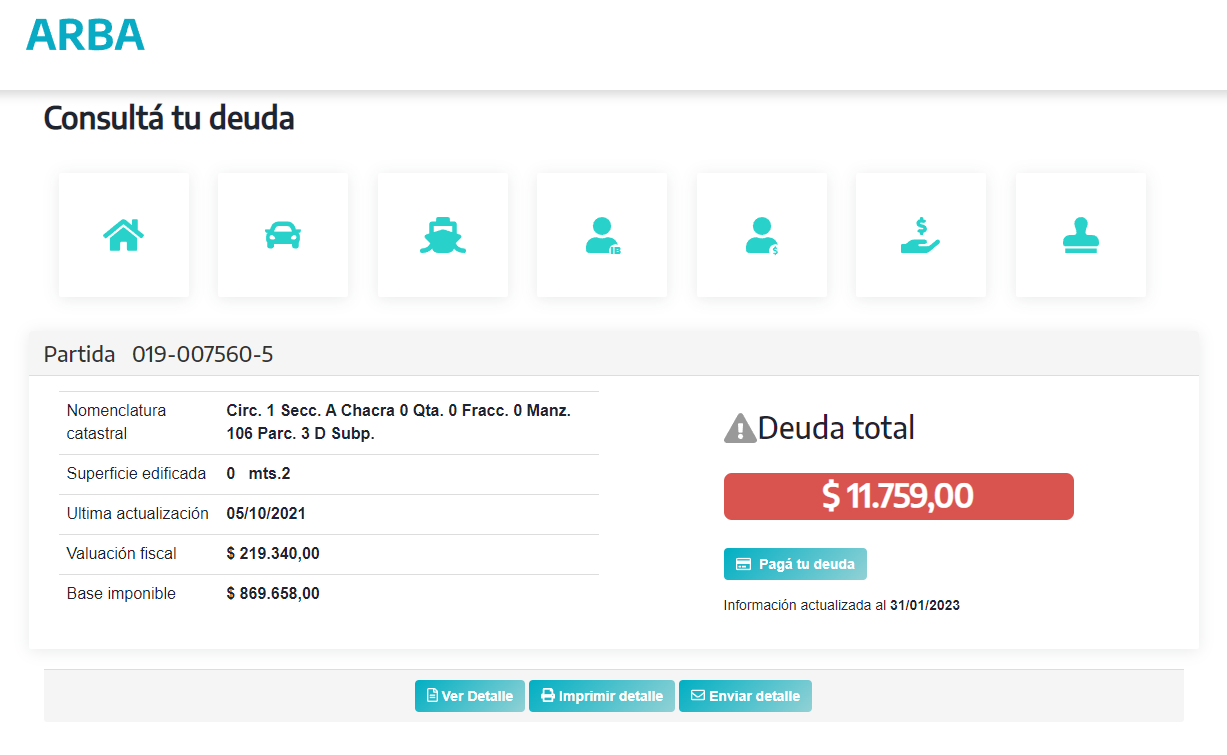 ARBA
Consultá tu deuda
IB
$
$
Partida 019-007560-5
Nomenclatura catastral
Circ. 1 Secc. A Chacra 0 Qta. 0 Fracc. 0 Manz.
106 Parc. 3 D Subp.
Superficie edificada 0 mts.2
Ultima actualización 05/10/2021
Valuación fiscal $ 219.340,00
Base imponible $ 869.658,00
Deuda total
$ 11.759,00
Pagá tu deuda
Información actualizada al 31/01/2023
Ver Detalle Imprimir detalle Enviar detalle